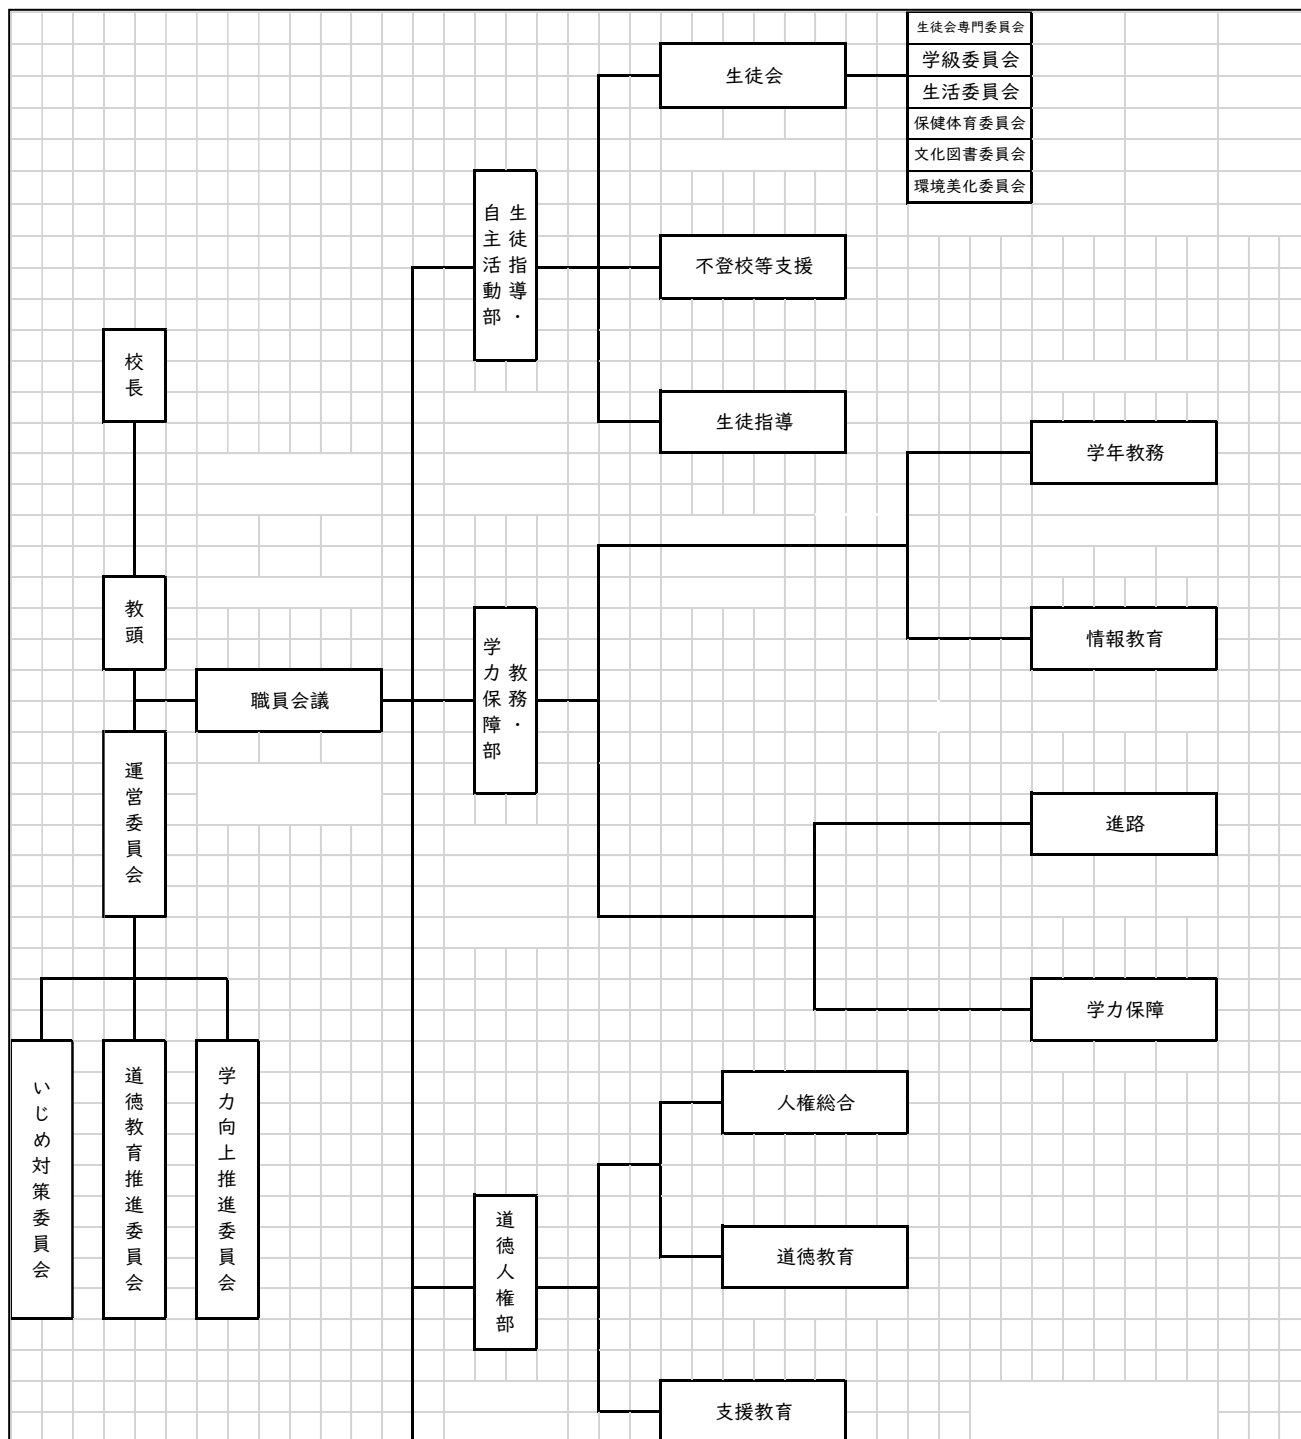 生徒会専門委員会
学級委員会
生活委員会
保健体育委員会
文化図書委員会
環境美化委員会
生徒会
生徒指導・
自主活動部
不登校等支援
生徒指導
校長
学年教務
教頭
情報教育
職員会議
教務・
学力保障部
運営委員会
進路
学力保障
いじめ対策委員会
道徳教育推進委員会
学力向上推進委員会
人権総合
道徳人権部
道徳教育
支援教育